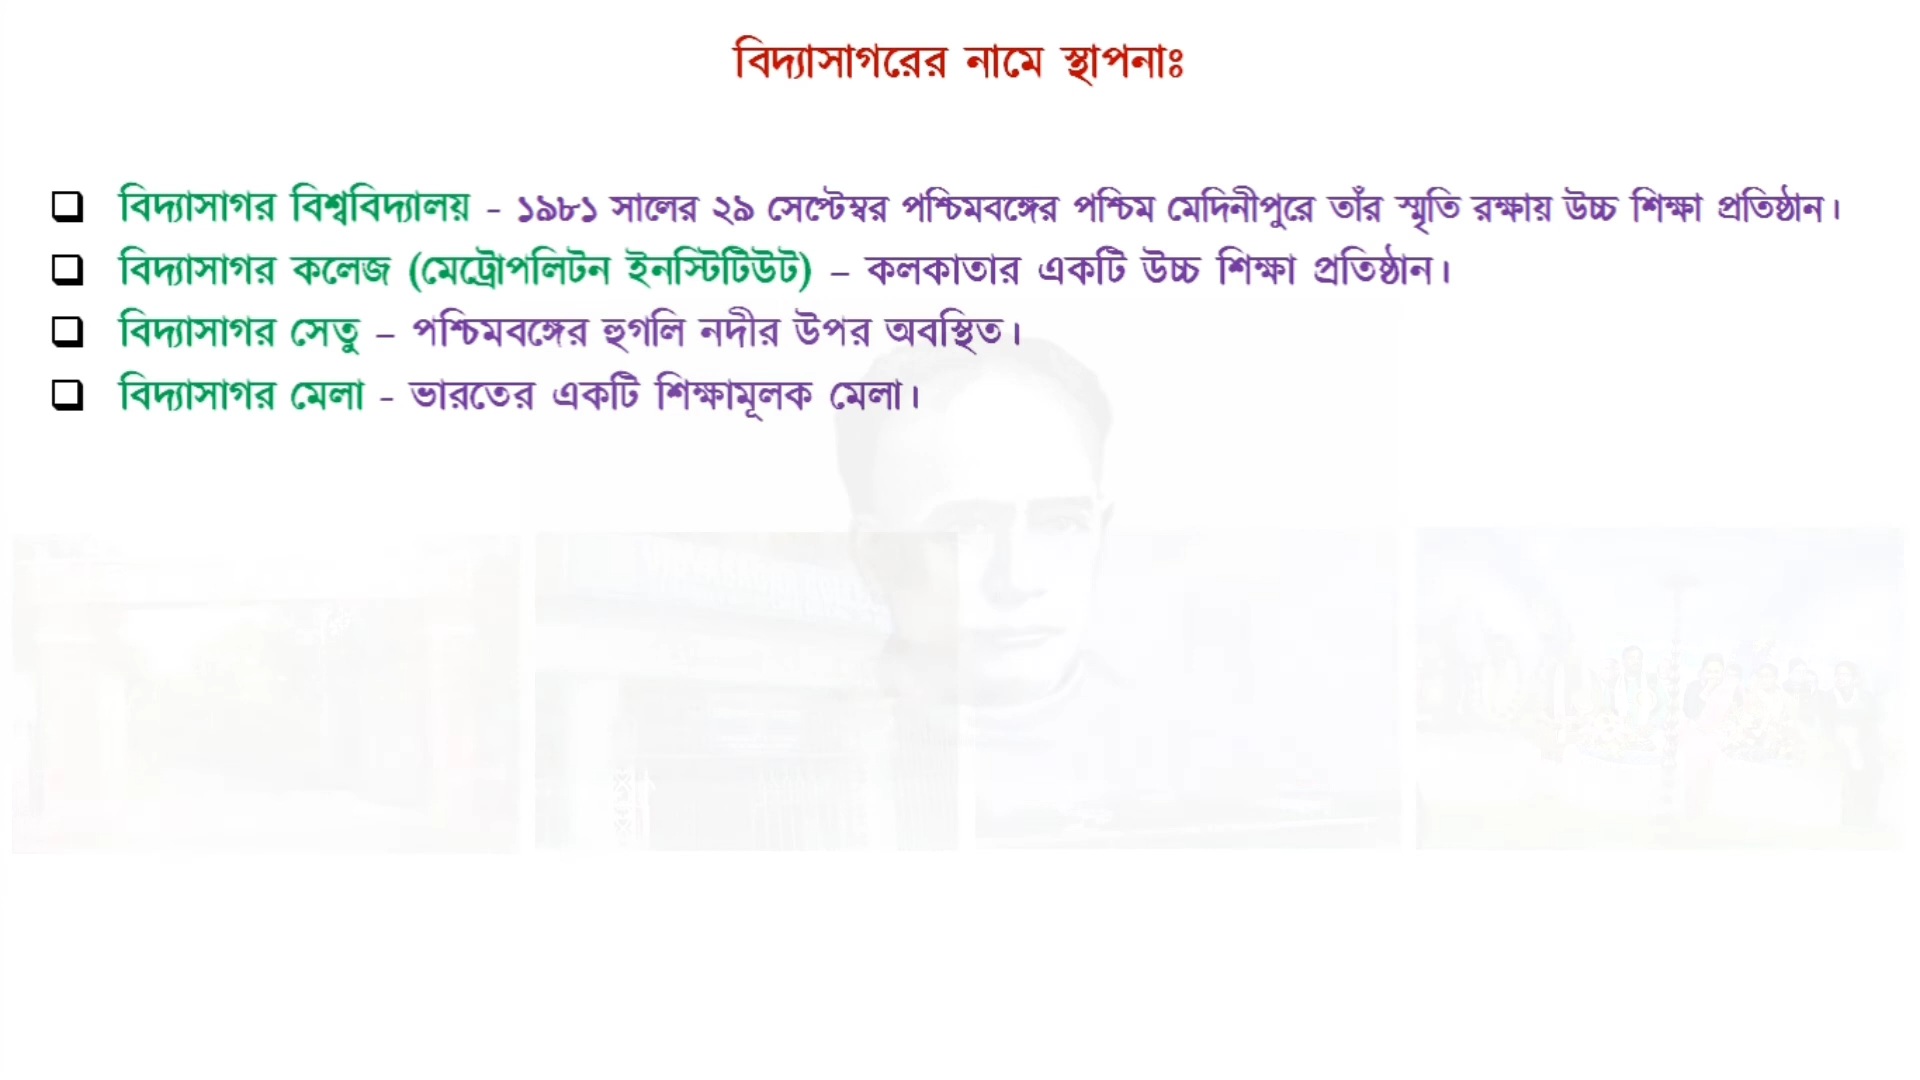 বিদ্যাসাগরের নামে স্থাপনাঃ
বিদ্যাসাগর বিশ্ববিদ্যালয় - ১৯৮১ সালের ২৯ সেপ্টেম্বর পশ্চিমবঙ্গের পশ্চিম মেদিনীপুরে তাঁর স্মৃতি রক্ষায় উচ্চ শিক্ষা প্রতিষ্ঠান।
বিদ্যাসাগর কলেজ (মেট্রোপলিটন ইনস্টিটিউট) – কলকাতার একটি উচ্চ শিক্ষা প্রতিষ্ঠান।
বিদ্যাসাগর সেতু – পশ্চিমবঙ্গের হুগলি নদীর উপর অবস্থিত।
বিদ্যাসাগর মেলা - ভারতের একটি শিক্ষামূলক মেলা।